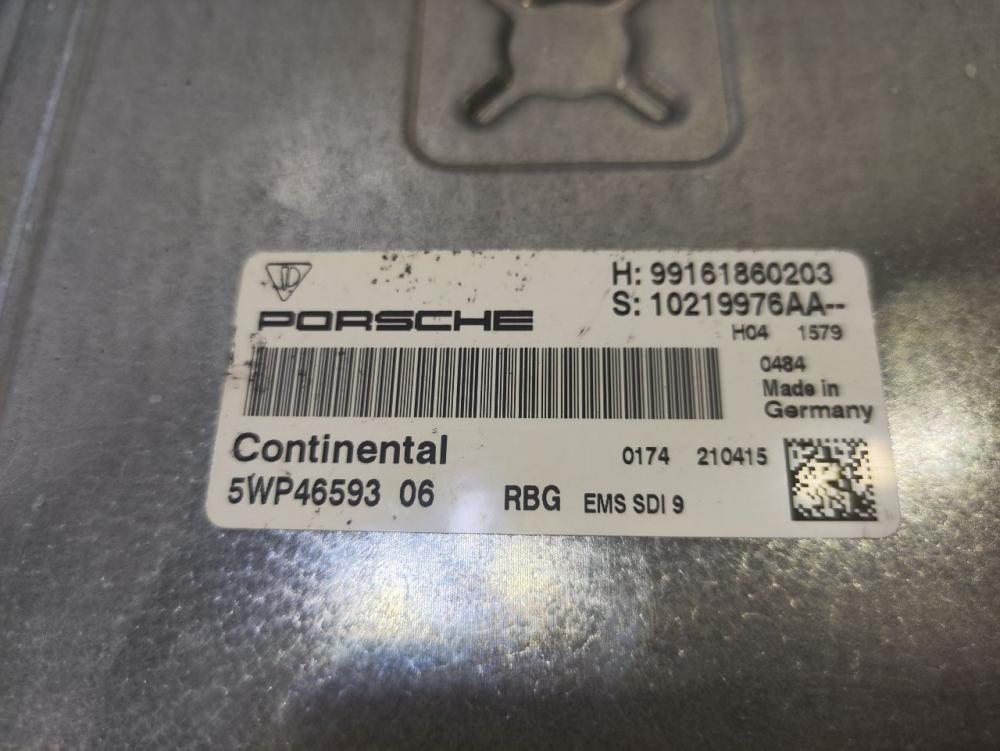 H: 99161860203
PORSCHE
S: 10219976AA--
H04 1579
0484
Made in
Germany
Continental
0174 210415
5WP46593 06 RBG EMS SDI 9